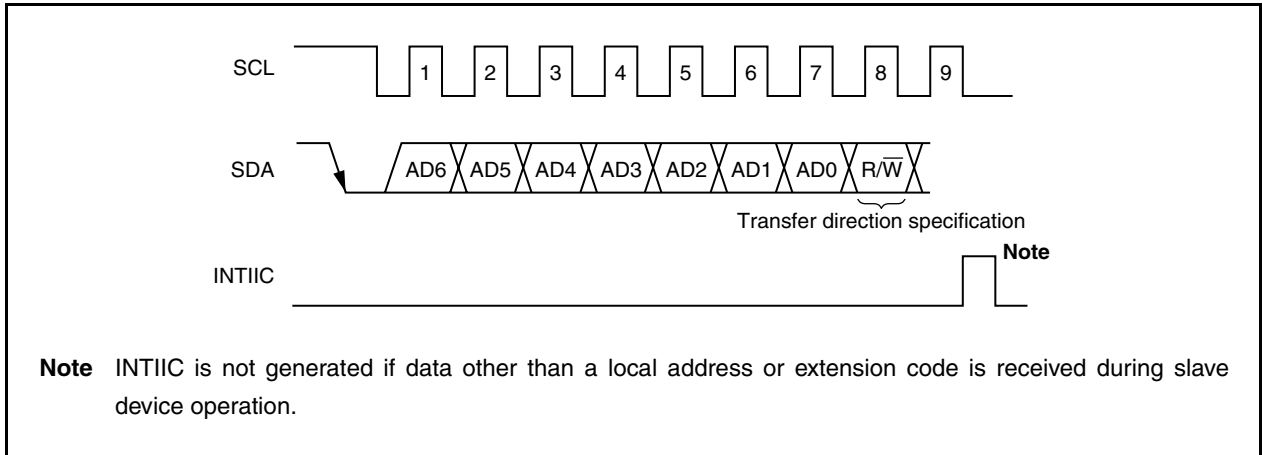 SCL 1 2 3 4 5 6 7 8 9
SDA AD6 AD5 AD4 AD3 AD2 AD1 AD0 R/W̅
Transfer direction specification
Note
INTIIC
Note INTIIC is not generated if data other than a local address or extension code is received during slave
device operation.